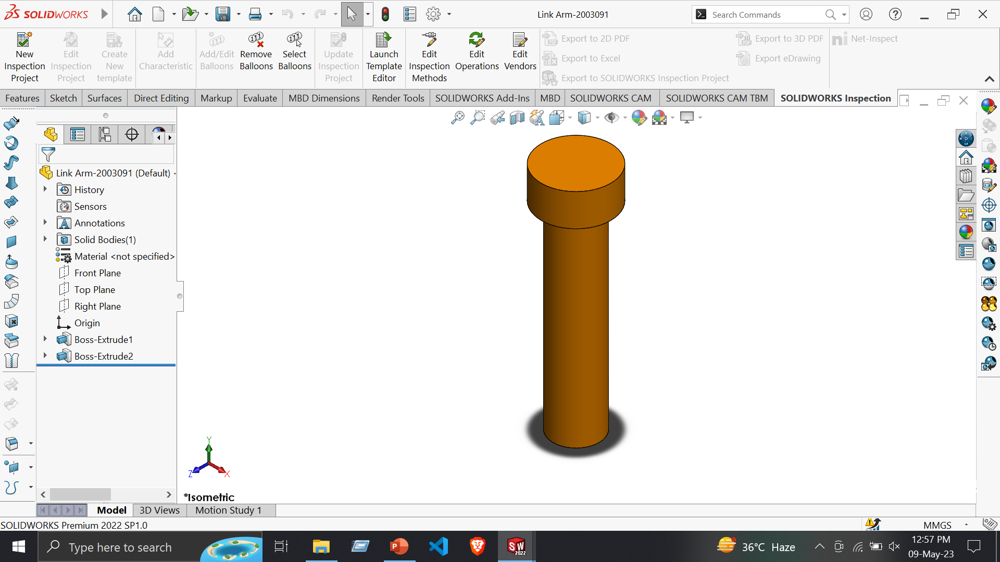 SOLIDWORKS
Link Arm-2003091
Search Commands
New Inspection Project
Edit Inspection Project
Create New template
Add Characteristic
Add/Edit Balloons
Remove Balloons
Select Balloons
Update Inspection Project
Launch Template Editor
Edit Inspection Methods
Edit Operations
Edit Vendors
Export to 2D PDF
Export to Excel
Export to SOLIDWORKS Inspection Project
Export to 3D PDF
Export eDrawing
Net-Inspect
Features
Sketch
Surfaces
Direct Editing
Markup
Evaluate
MBD Dimensions
Render Tools
SOLIDWORKS Add-Ins
MBD
SOLIDWORKS CAM
SOLIDWORKS CAM TBM
SOLIDWORKS Inspection
Link Arm-2003091 (Default)
History
Sensors
Annotations
Solid Bodies(1)
Material <not specified>
Front Plane
Top Plane
Right Plane
Origin
Boss-Extrude1
Boss-Extrude2
Y
Z
X
*Isometric
Model
3D Views
Motion Study 1
SOLIDWORKS Premium 2022 SP1.0
MMGS
Type here to search
SW
2022
36°C Haze
12:57 PM
09-May-23